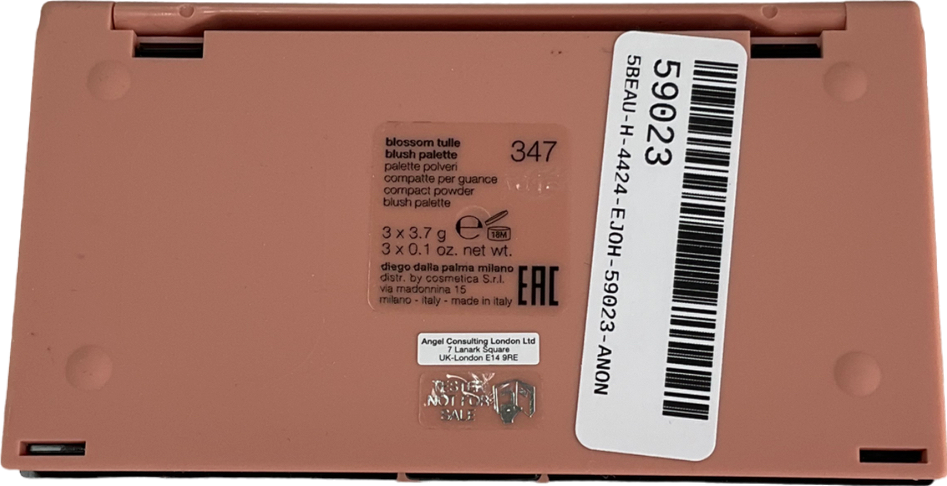 blossom tulle
blush palette
347
palette polveri
compatte per guance
compact powder
blush palette
3 x 3.7 g ℮ 18M
3 x 0.1 oz. net wt.
diego dalla palma milano
distr. by cosmetica S.r.l.
via madonnina 15
milano - italy - made in italy
EAC
Angel Consulting London Ltd
7 Lanark Square
UK-London E14 9RE
TESTER
NOT FOR
SALE
59023
5BEAU-H-4424-EJOH-59023-ANON